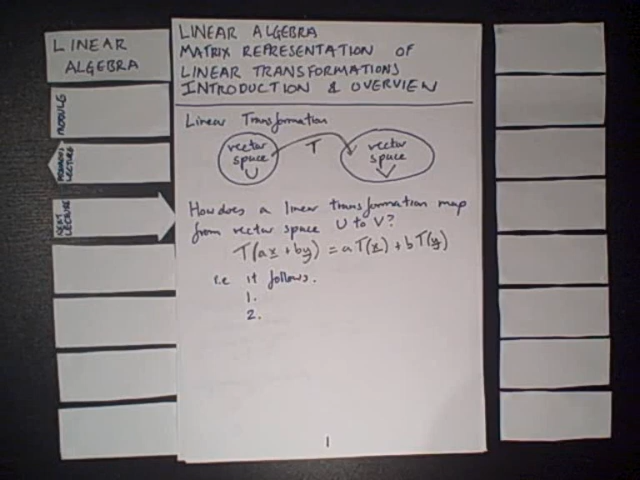 LINEAR
ALGEBRA
MODULE
PREVIOUS
LECTURE
NEXT
LECTURE
LINEAR ALGEBRA
MATRIX REPRESENTATION OF
LINEAR TRANSFORMATIONS
INTRODUCTION & OVERVIEW
Linear Transformation
vector
space
U
T
vector
space
V
How does a linear transformation map
from vector space U to V?
T(ax + by) = aT(x) + bT(y)
i.e it follows.
1.
2.
1